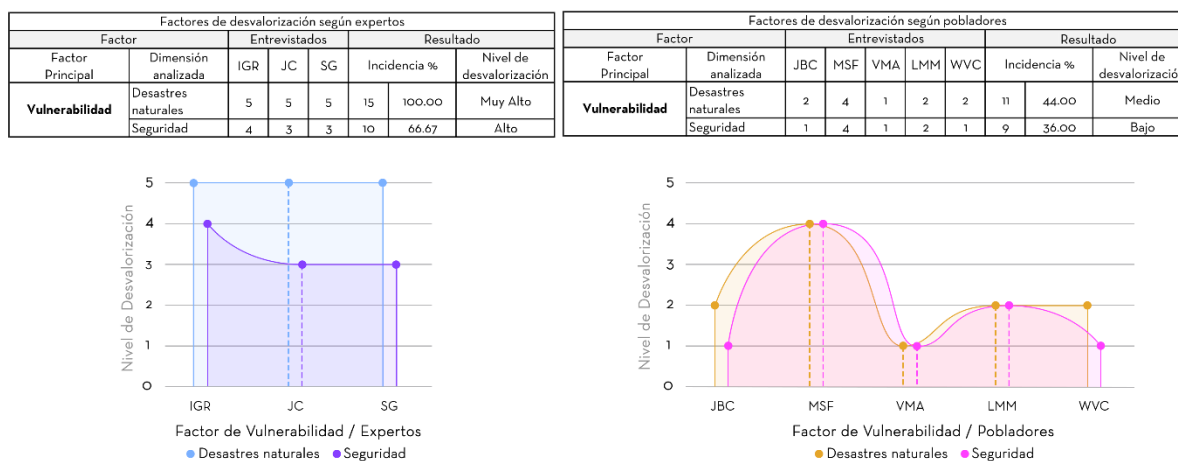 Factores de desvalorización según expertos
Factor Entrevistados Resultado
Factor Principal Dimensión analizada IGR JC SG Incidencia % Nivel de desvalorización
Vulnerabilidad Desastres naturales 5 5 5 15 100.00 Muy Alto
Seguridad 4 3 3 10 66.67 Alto
Factores de desvalorización según pobladores
Factor Entrevistados Resultado
Factor Principal Dimensión analizada JBC MSF VMA LMM WVC Incidencia % Nivel de desvalorización
Vulnerabilidad Desastres naturales 2 4 1 2 2 11 44.00 Medio
Seguridad 1 4 1 2 1 9 36.00 Bajo
Nivel de Desvalorización
5
4
3
2
1
0
IGR JC SG
Factor de Vulnerabilidad / Expertos
Desastres naturales Seguridad
Nivel de Desvalorización
5
4
3
2
1
0
JBC MSF VMA LMM WVC
Factor de Vulnerabilidad / Pobladores
Desastres naturales Seguridad